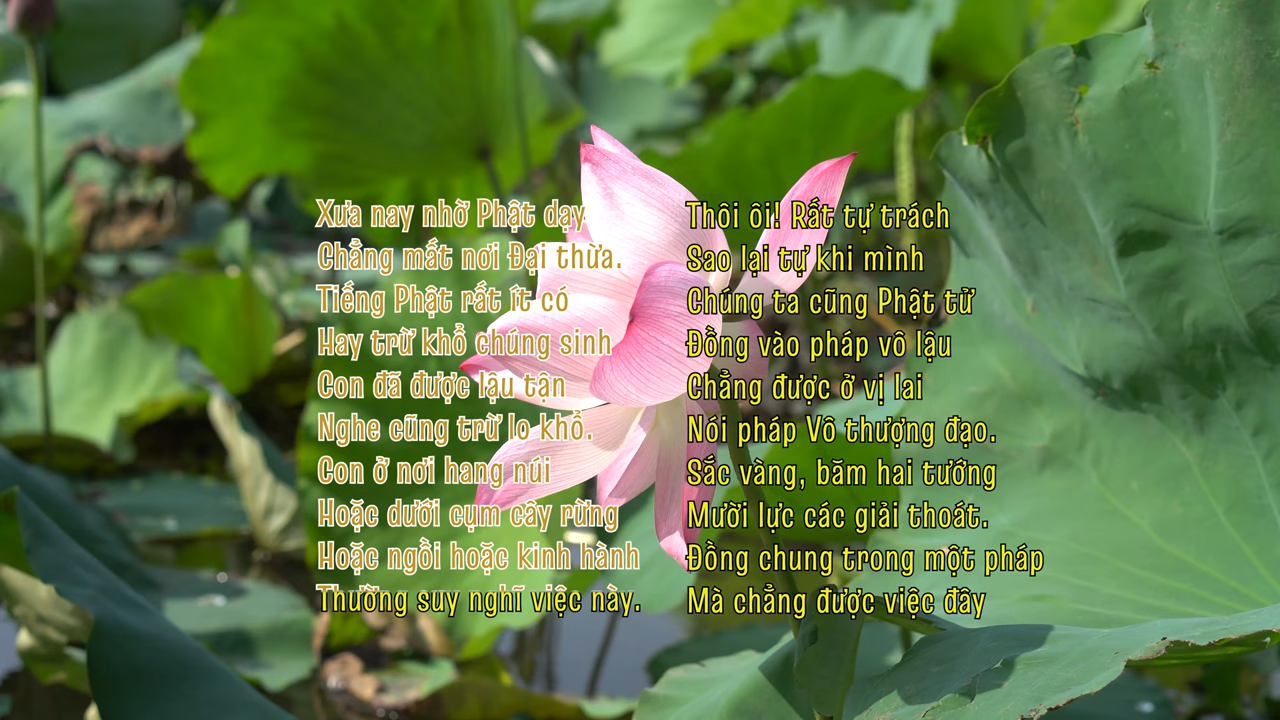 Xưa nay nhờ Phật dạy
Chẳng mất nơi Đại thừa.
Tiếng Phật rất ít có
Hay trừ khổ chúng sinh
Con đã được lậu tận
Nghe cũng trừ lo khổ.
Con ở nơi hang núi
Hoặc dưới cụm cây rừng
Hoặc ngồi hoặc kinh hành
Thường suy nghĩ việc này.
Thôi ôi! Rất tự trách
Sao lại tự khi mình
Chúng ta cũng Phật tử
Đồng vào pháp vô lậu
Chẳng được ở vị lai
Nói pháp Vô thượng đạo.
Sắc vàng, băm hai tướng
Mười lực các giải thoát.
Đồng chung trong một pháp
Mà chẳng được việc đây